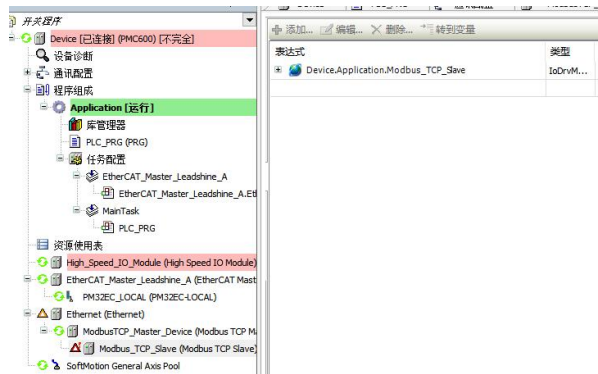 开关程序
Device [已连接] (PMC600) [不完全]
设备诊断
通讯配置
程序组成
Application [运行]
库管理器
PLC_PRG (PRG)
任务配置
EtherCAT_Master_Leadshine_A
EtherCAT_Master_Leadshine_A.Etl
MainTask
PLC_PRG
资源使用表
High_Speed_IO_Module (High Speed IO Module)
EtherCAT_Master_Leadshine_A (EtherCAT Mast
PM32EC_LOCAL (PM32EC-LOCAL)
Ethernet (Ethernet)
ModbusTCP_Master_Device (Modbus TCP Ma
Modbus_TCP_Slave (Modbus TCP Slave)
SoftMotion General Axis Pool
添加... 编辑... 删除... 转到变量
表达式 类型
Device.Application.Modbus_TCP_Slave IoDrvM...